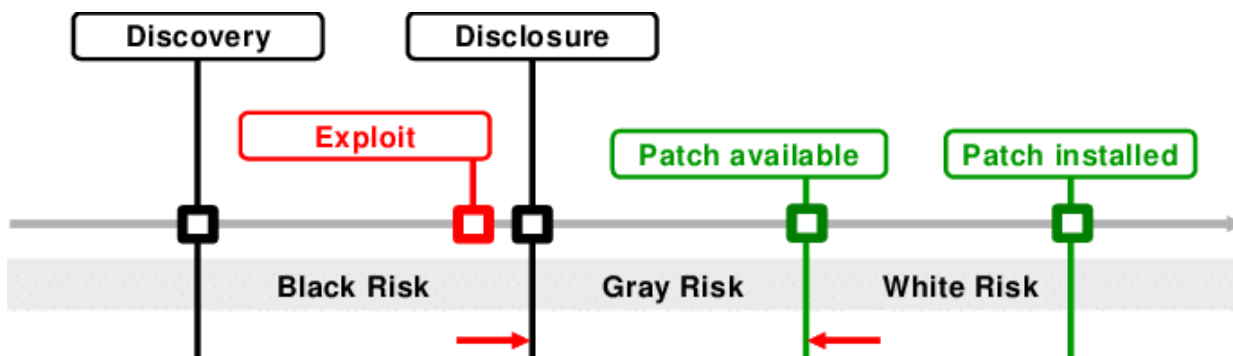 Discovery
Disclosure
Exploit
Patch available
Patch installed
Black Risk
Gray Risk
White Risk